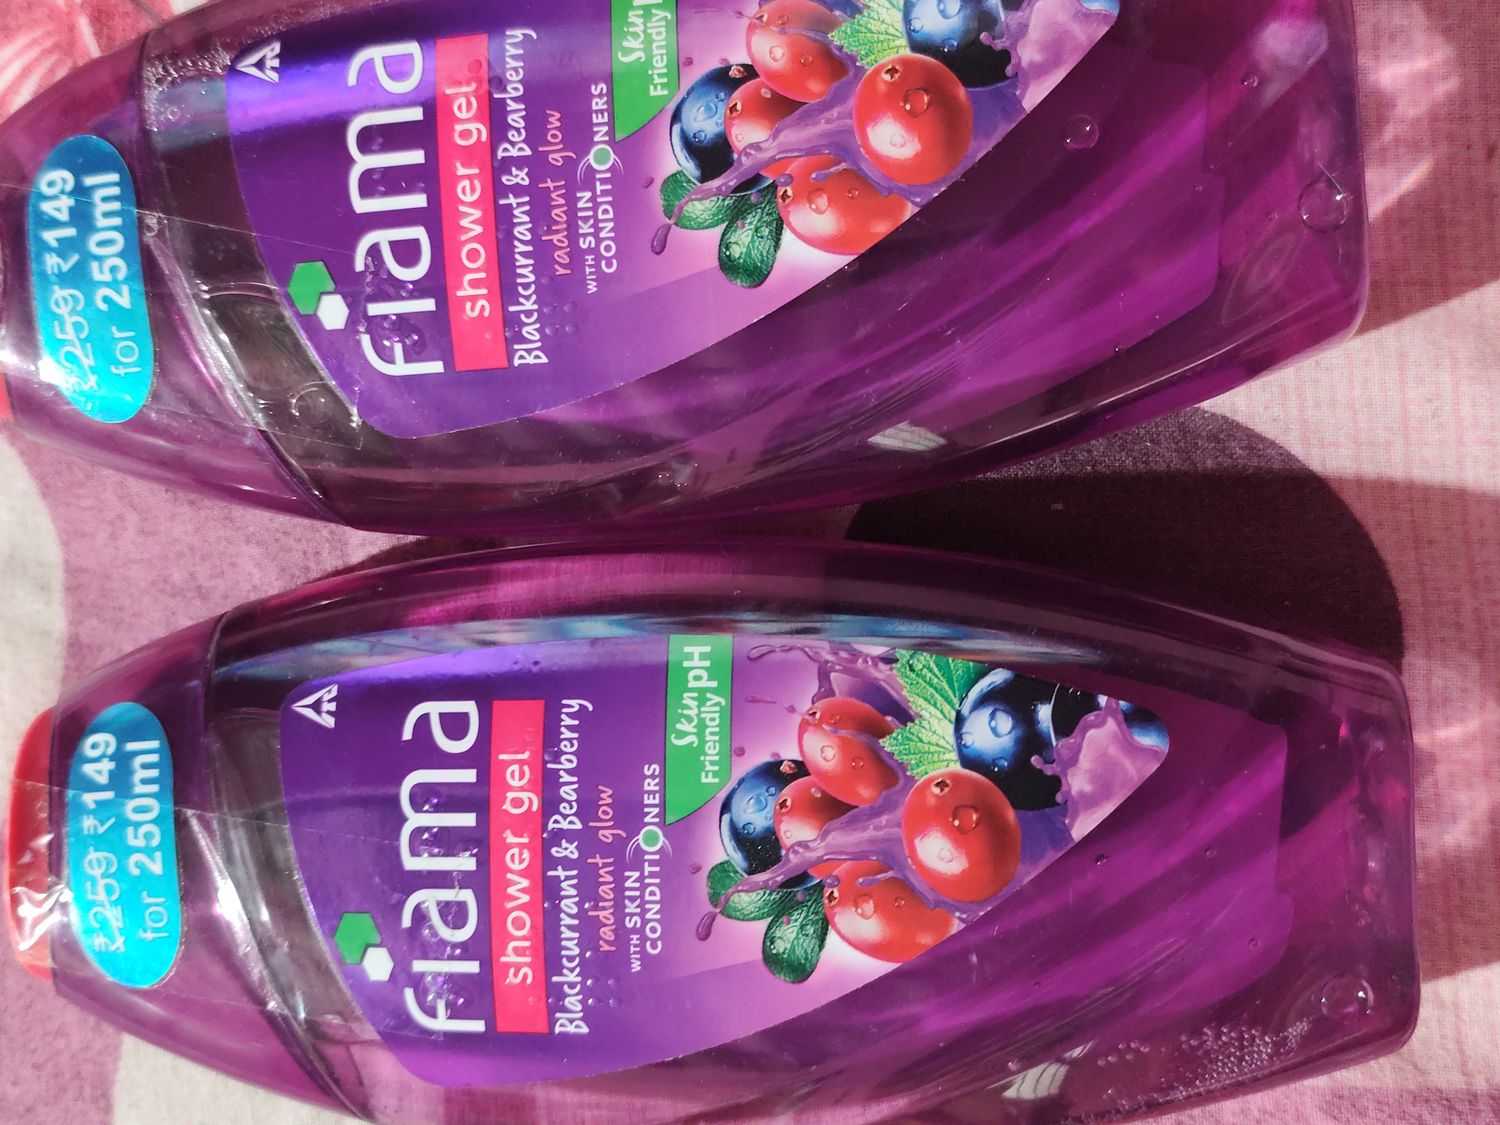 ₹259 ₹149
for 250ml
fiama
shower gel
Blackcurrant & Bearberry
radiant glow
WITH SKIN
CONDITIONERS
Skin
Friendly
₹259 ₹149
for 250ml
fiama
shower gel
Blackcurrant & Bearberry
radiant glow
WITH SKIN
CONDITIONERS
Skin pH
Friendly